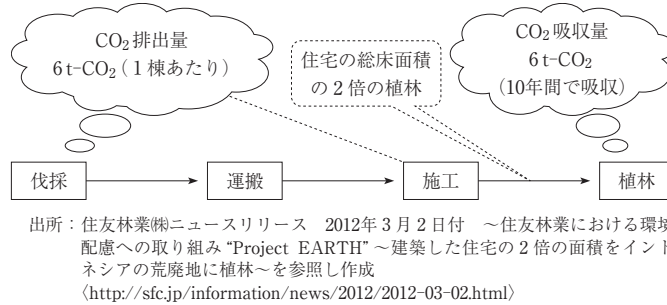 CO2排出量
6t-CO2(1棟あたり)
住宅の総床面積
の2倍の植林
CO2吸収量
6t-CO2
(10年間で吸収)
伐採
運搬
施工
植林
出所:住友林業㈱ニュースリリース 2012年3月2日付 ~住友林業における環境
配慮への取り組み“Project EARTH”~建築した住宅の2倍の面積をインド
ネシアの荒廃地に植林~を参照し作成
〈http://sfc.jp/information/news/2012/2012-03-02.html〉